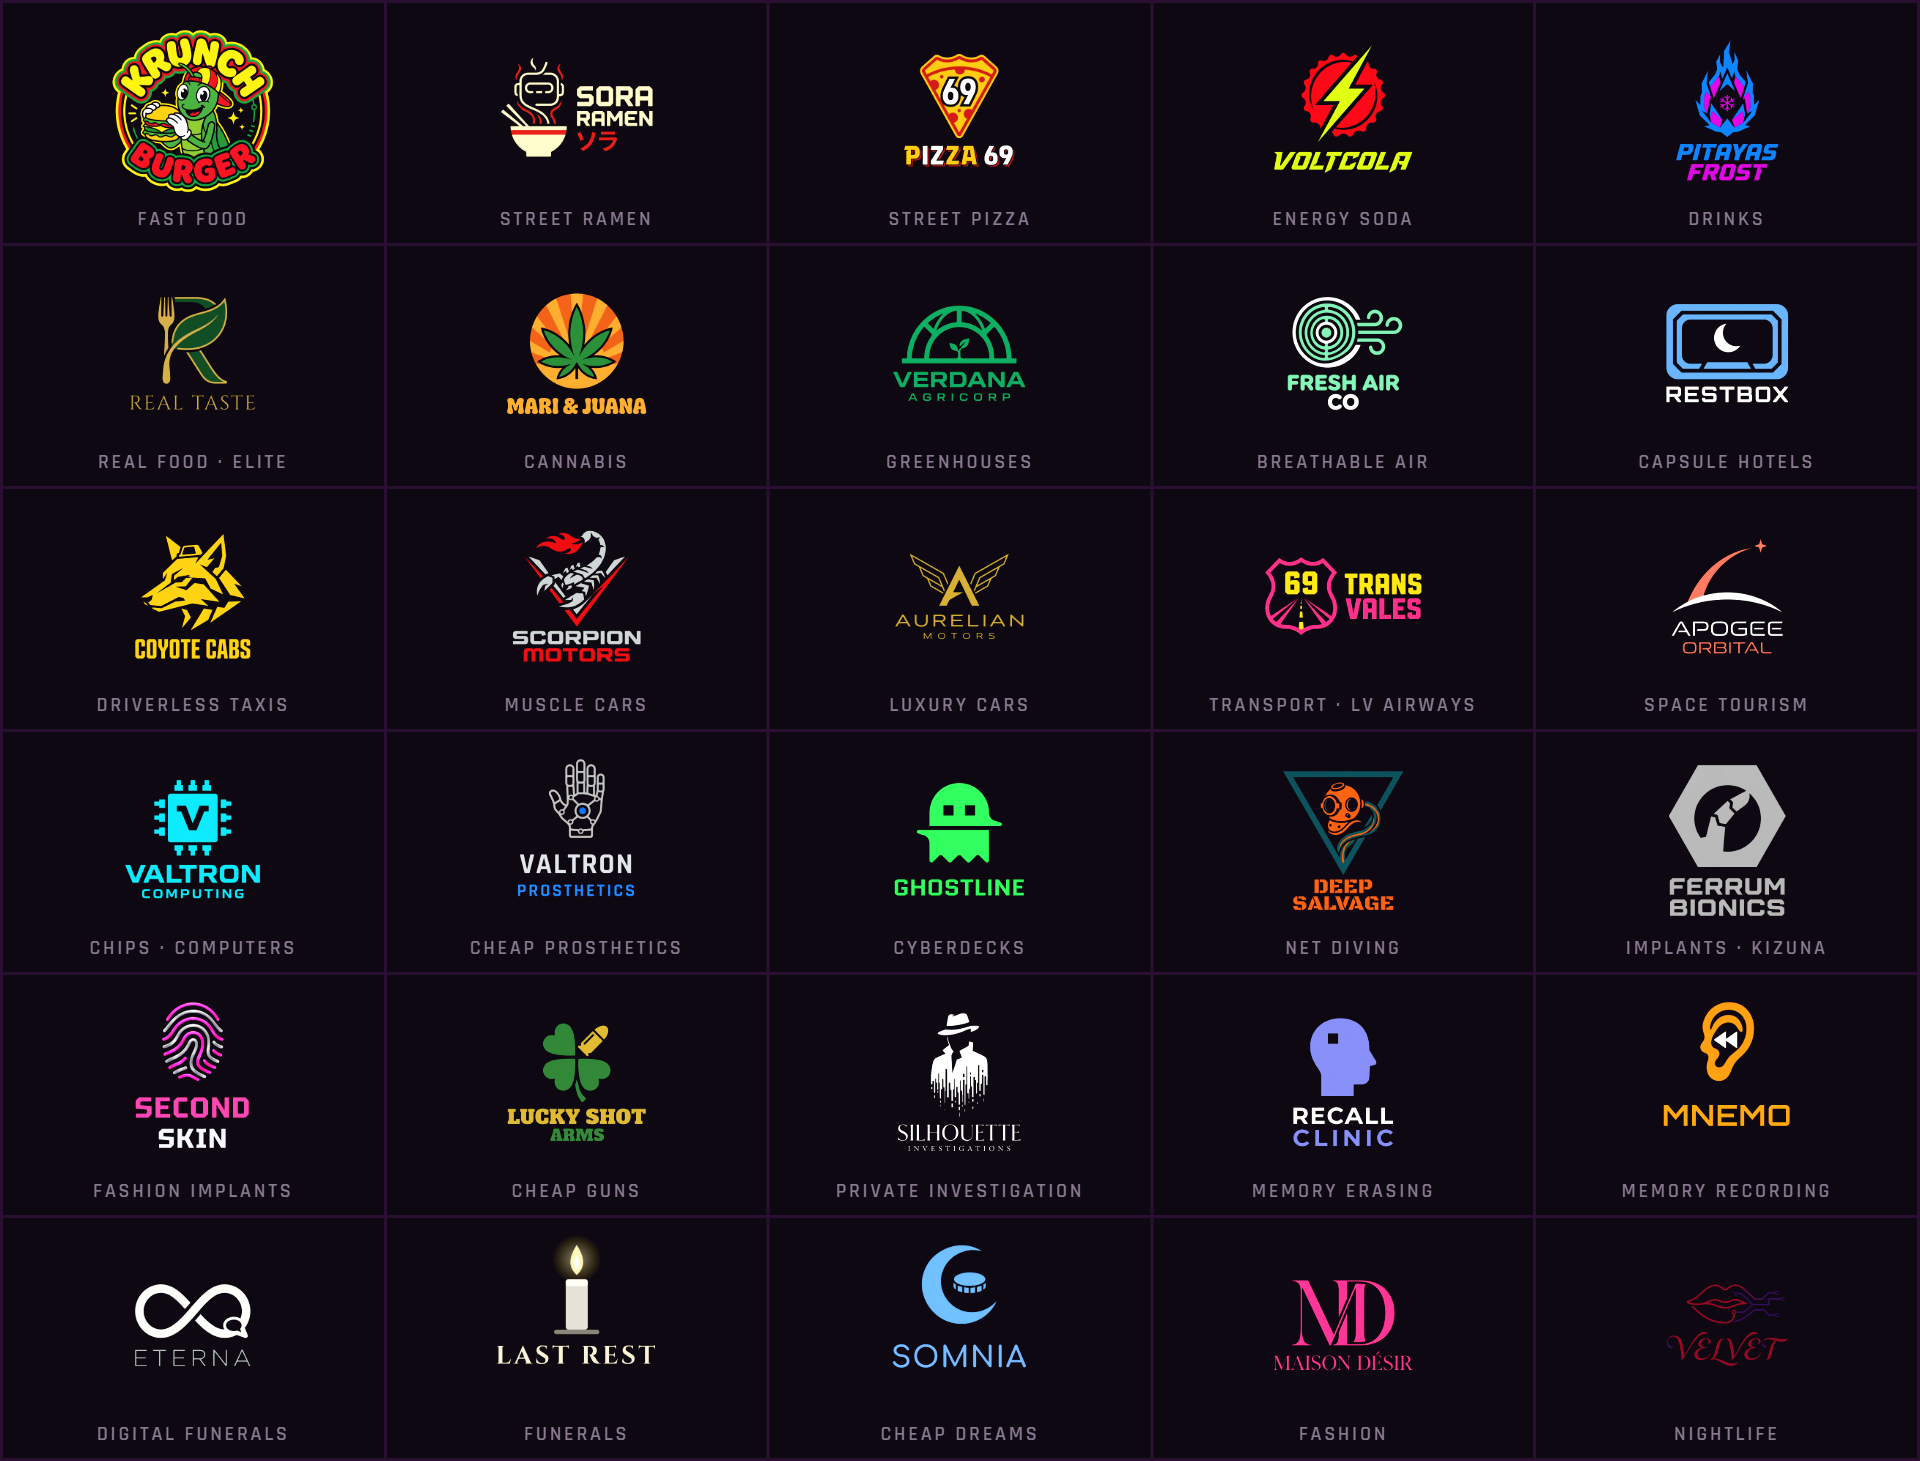 KRUNCH
BURGER
FAST FOOD
SORA
RAMEN
ソラ
STREET RAMEN
69
PIZZA 69
STREET PIZZA
VOLTCOLA
ENERGY SODA
PITAYAS
FROST
DRINKS
REAL TASTE
REAL FOOD · ELITE
MARI & JUANA
CANNABIS
VERDANA
AGRICORP
GREENHOUSES
FRESH AIR
CO
BREATHABLE AIR
RESTBOX
CAPSULE HOTELS
COYOTE CABS
DRIVERLESS TAXIS
SCORPION
MOTORS
MUSCLE CARS
AURELIAN
MOTORS
LUXURY CARS
69
TRANS
VALES
TRANSPORT · LV AIRWAYS
APOGEE
ORBITAL
SPACE TOURISM
V
VALTRON
COMPUTING
CHIPS · COMPUTERS
VALTRON
PROSTHETICS
CHEAP PROSTHETICS
GHOSTLINE
CYBERDECKS
DEEP
SALVAGE
NET DIVING
FERRUM
BIONICS
IMPLANTS · KIZUNA
SECOND
SKIN
FASHION IMPLANTS
LUCKY SHOT
ARMS
CHEAP GUNS
SILHOUETTE
INVESTIGATIONS
PRIVATE INVESTIGATION
RECALL
CLINIC
MEMORY ERASING
MNEMO
MEMORY RECORDING
ETERNA
DIGITAL FUNERALS
LAST REST
FUNERALS
SOMNIA
CHEAP DREAMS
MD
MAISON DÉSIR
FASHION
VELVET
NIGHTLIFE